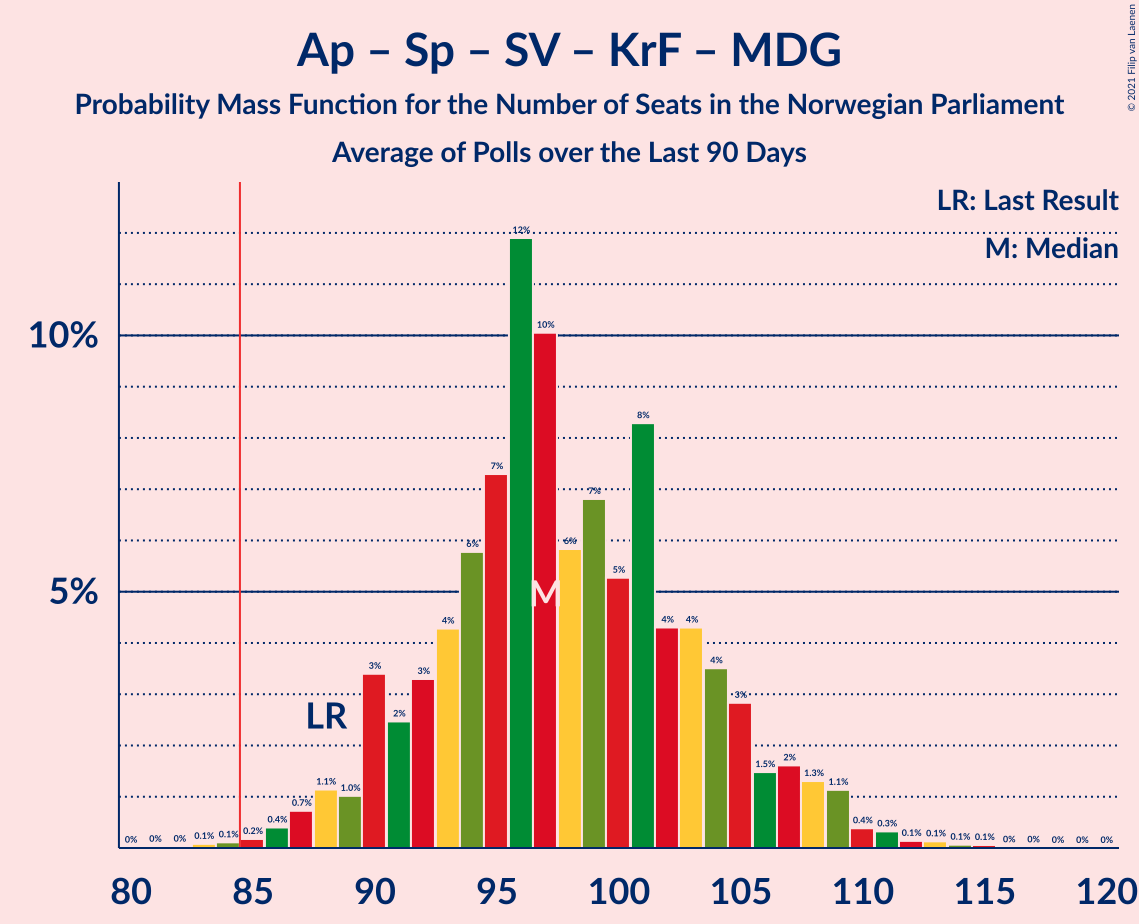 Ap – Sp – SV – KrF – MDG
Probability Mass Function for the Number of Seats in the Norwegian Parliament
Average of Polls over the Last 90 Days
© 2021 Filip van Laenen
LR: Last Result
M: Median
10%
5%
LR
M
0% 0% 0% 0.1% 0.1% 0.2% 0.4% 0.7% 1.1% 1.0% 3% 2% 3% 4% 6% 7% 12% 10% 6% 7% 5% 8% 4% 4% 4% 3% 1.5% 2% 1.3% 1.1% 0.4% 0.3% 0.1% 0.1% 0.1% 0.1% 0% 0% 0% 0% 0%
80 85 90 95 100 105 110 115 120